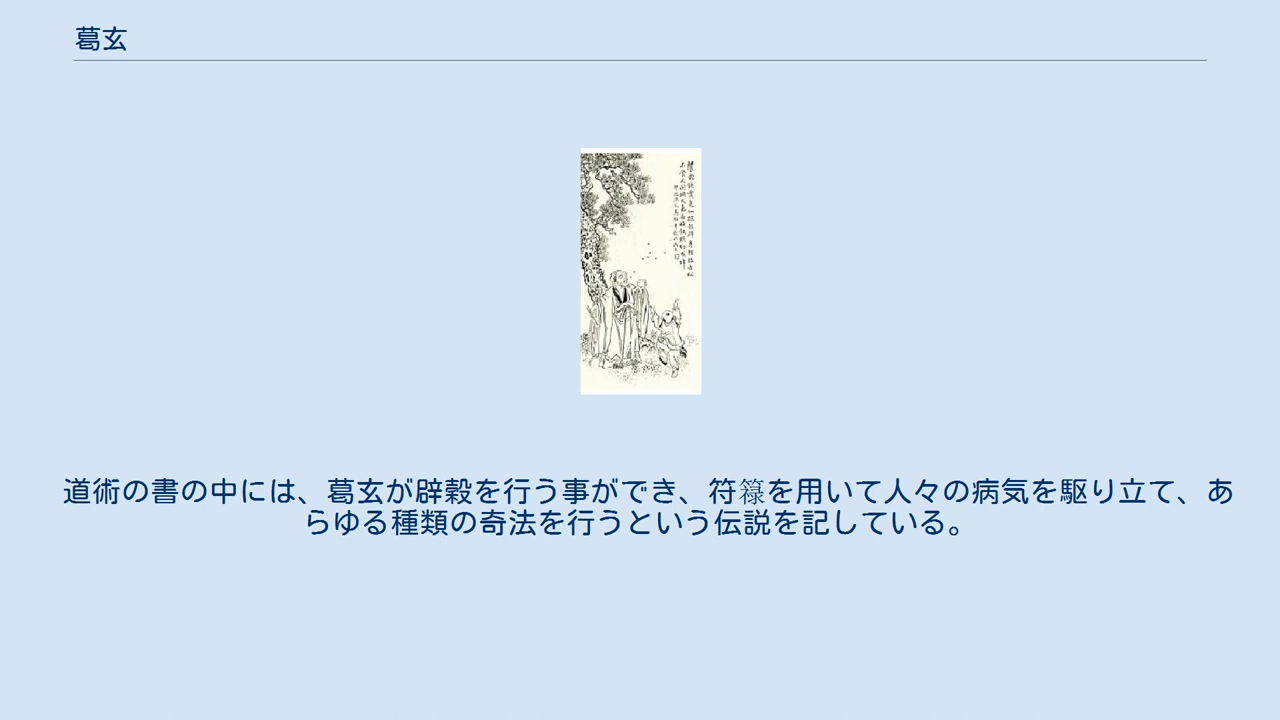 葛玄
道術の書の中には、葛玄が辟穀を行う事ができ、符籙を用いて人々の病気を駆り立て、あ
らゆる種類の奇法を行うという伝説を記している。